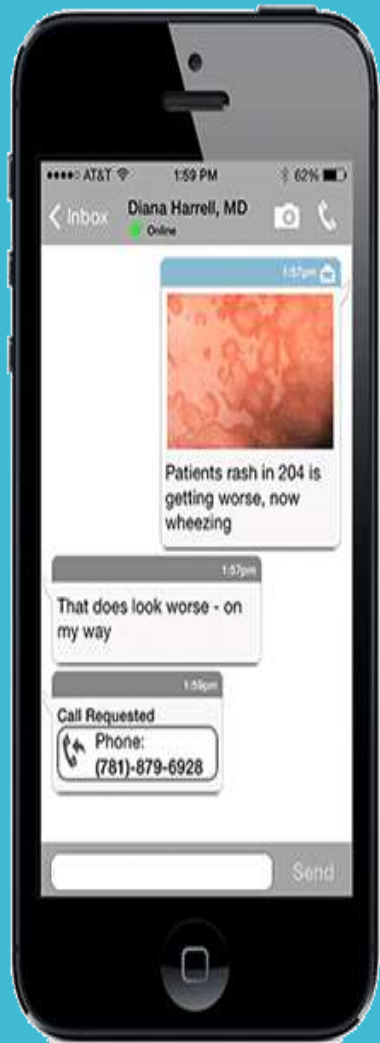 AT&T 1:59 PM 62%
Inbox Diana Harrell, MD
Online
1:57pm
Patients rash in 204 is
getting worse, now
wheezing
1:57pm
That does look worse - on
my way
1:59pm
Call Requested
Phone:
(781)-879-6928
Send